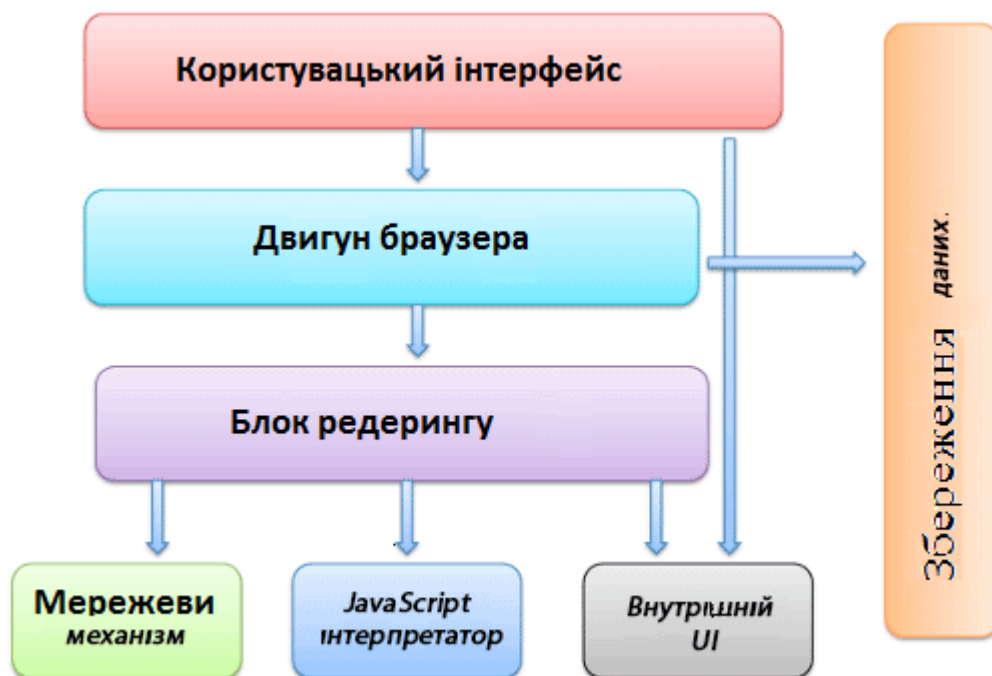 Користувацький інтерфейс
Двигун браузера
Блок редерингу
Мережеви
механізм
JavaScript
інтерпретатор
Внутрішній
UI
Збереження даних.